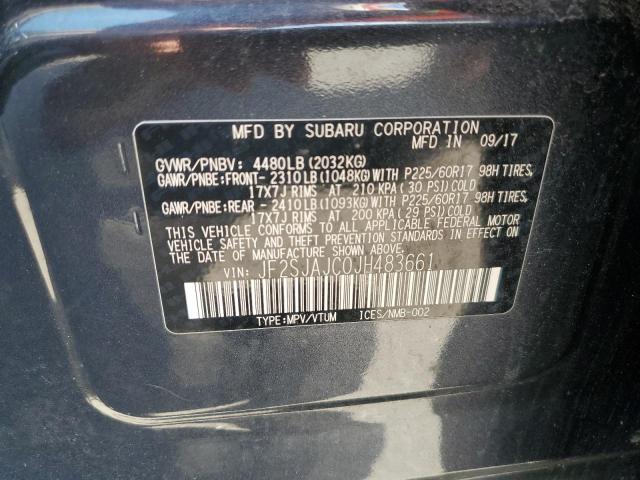 MFD BY SUBARU CORPORATION
MFD IN 09/17
GVWR/PNBV: 4480LB(2032KG)
GAWR/PNBE:FRONT- 2310LB(1048KG)WITH P225/60R17 98H TIRES,
17X7J RIMS AT 210 KPA(30 PSI)COLD
GAWR/PNBE:REAR - 2410LB(1093KG)WITH P225/60R17 98H TIRES,
17X7J RIMS AT 200 KPA(29 PSI)COLD
THIS VEHICLE CONFORMS TO ALL APPLICABLE FEDERAL MOTOR
VEHICLE SAFETY AND THEFT PREVENTION STANDARDS IN EFFECT ON
THE DATE OF MANUFACTURE SHOWN ABOVE.
VIN: JF2SJAJC0JH483661
TYPE:MPV/VTUM ICES/NMB-002